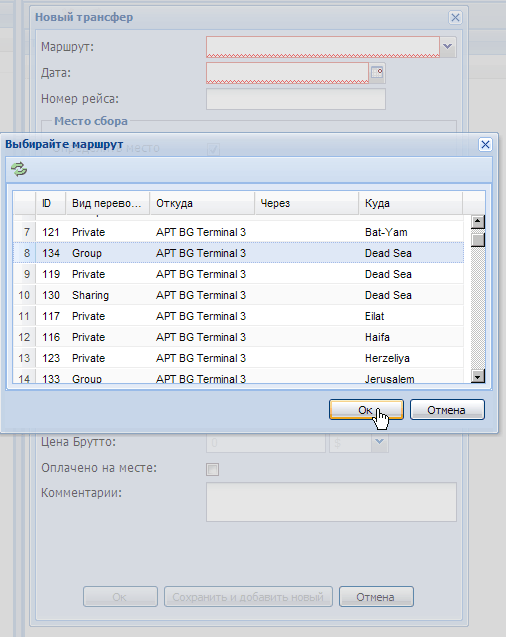 Новый трансфер
Маршрут:
Дата:
Номер рейса:
Место сбора
Выбирайте маршрут
ID Вид перево... Откуда Через Куда
7 121 Private APT BG Terminal 3 Bat-Yam
8 134 Group APT BG Terminal 3 Dead Sea
9 119 Private APT BG Terminal 3 Dead Sea
10 130 Sharing APT BG Terminal 3 Dead Sea
11 117 Private APT BG Terminal 3 Eilat
12 116 Private APT BG Terminal 3 Haifa
13 123 Private APT BG Terminal 3 Herzeliya
14 133 Group APT BG Terminal 3 Jerusalem
Ок Отмена
Цена Брутто: 0 $
Оплачено на месте:
Комментарии:
Ок Сохранить и добавить новый Отмена